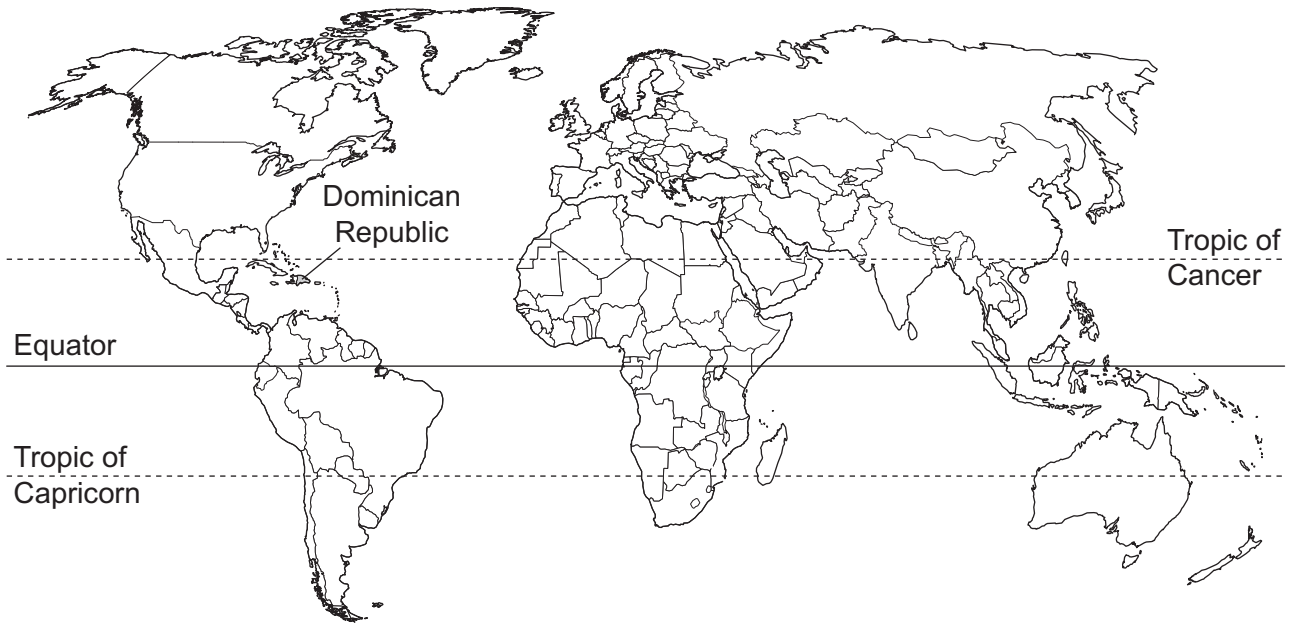 Dominican
Republic
Tropic of
Cancer
Equator
Tropic of
Capricorn